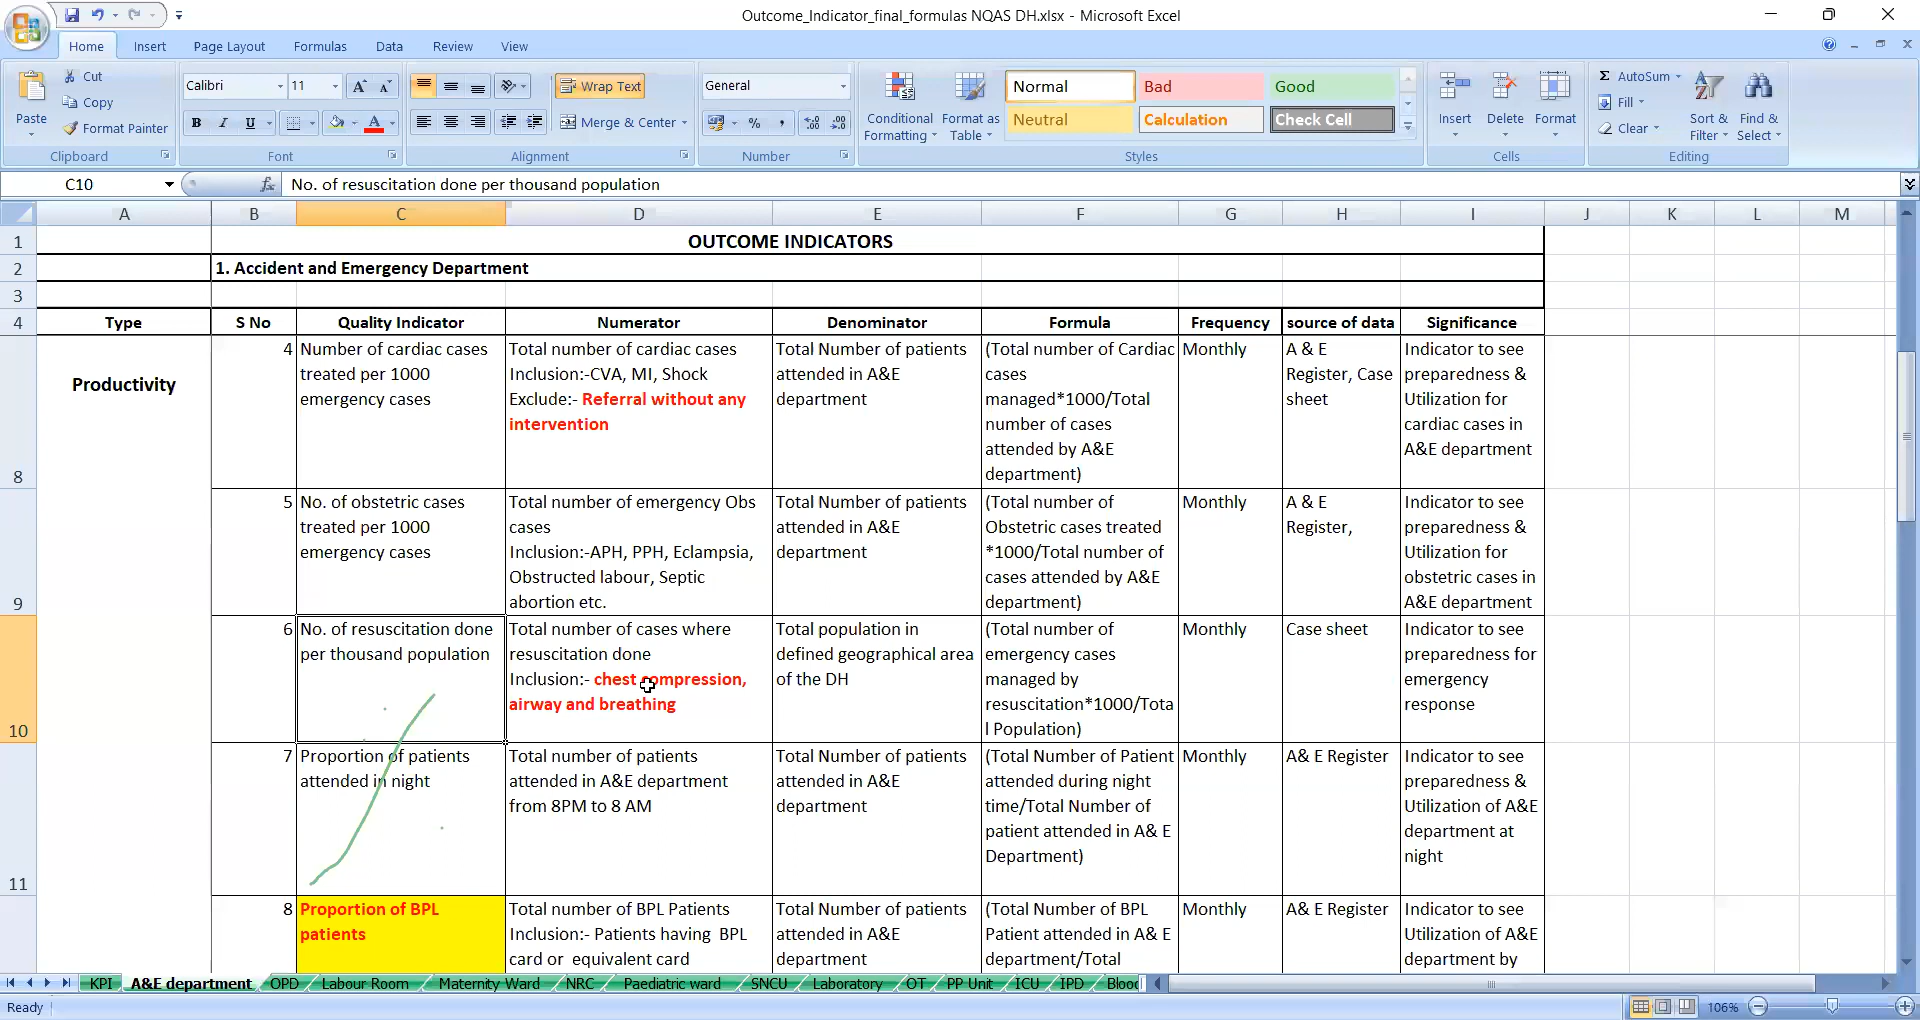 Outcome_Indicator_final_formulas NQAS DH.xlsx - Microsoft Excel
Home Insert Page Layout Formulas Data Review View
Paste
Cut
Copy
Format Painter
Clipboard
Calibri 11
B I U
Font
Wrap Text
Merge & Center
Alignment
General
Number
Conditional Formatting
Format as Table
Normal Bad Good
Neutral Calculation Check Cell
Styles
Insert Delete Format
Cells
AutoSum
Fill
Clear
Sort & Filter
Find & Select
Editing
C10 fx No. of resuscitation done per thousand population
A B C D E F G H I J K L M
1 OUTCOME INDICATORS
2 1. Accident and Emergency Department
3
4 Type S No Quality Indicator Numerator Denominator Formula Frequency source of data Significance
Productivity
8
4
Number of cardiac cases
treated per 1000
emergency cases
Total number of cardiac cases
Inclusion:-CVA, MI, Shock
Exclude:- Referral without any
intervention
Total Number of patients
attended in A&E
department
(Total number of Cardiac
cases
managed*1000/Total
number of cases
attended by A&E
department)
Monthly
A & E
Register, Case
sheet
Indicator to see
preparedness &
Utilization for
cardiac cases in
A&E department
9
5
No. of obstetric cases
treated per 1000
emergency cases
Total number of emergency Obs
cases
Inclusion:-APH, PPH, Eclampsia,
Obstructed labour, Septic
abortion etc.
Total Number of patients
attended in A&E
department
(Total number of
Obstetric cases treated
*1000/Total number of
cases attended by A&E
department)
Monthly
A & E
Register,
Indicator to see
preparedness &
Utilization for
obstetric cases in
A&E department
10
6
No. of resuscitation done
per thousand population
Total number of cases where
resuscitation done
Inclusion:- chest compression,
airway and breathing
Total population in
defined geographical area
of the DH
(Total number of
emergency cases
managed by
resuscitation*1000/Tota
l Population)
Monthly
Case sheet
Indicator to see
preparedness for
emergency
response
11
7
Proportion of patients
attended in night
Total number of patients
attended in A&E department
from 8PM to 8 AM
Total Number of patients
attended in A&E
department
(Total Number of Patient
attended during night
time/Total Number of
patient attended in A& E
Department)
Monthly
A& E Register
Indicator to see
preparedness &
Utilization of A&E
department at
night
8
Proportion of BPL
patients
Total number of BPL Patients
Inclusion:- Patients having BPL
card or equivalent card
Total Number of patients
attended in A&E
department
(Total Number of BPL
Patient attended in A& E
department/Total
Monthly
A& E Register
Indicator to see
Utilization of A&E
department by
KPI A&E department OPD Labour Room Maternity Ward NRC Paediatric ward SNCU Laboratory OT PP Unit ICU IPD Blood
Ready 106%